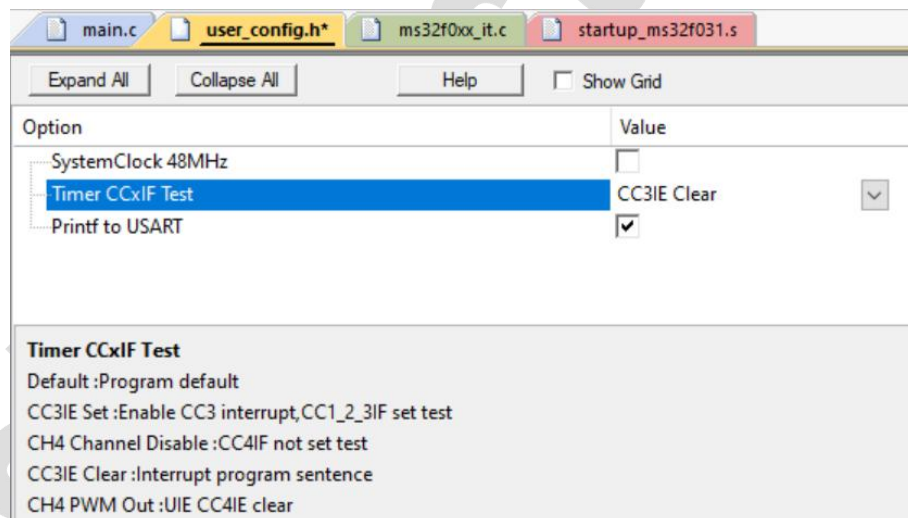 main.c user_config.h* ms32f0xx_it.c startup_ms32f031.s
Expand All Collapse All Help Show Grid
Option Value
SystemClock 48MHz
Timer CCxIF Test CC3IE Clear
Printf to USART
Timer CCxIF Test
Default :Program default
CC3IE Set :Enable CC3 interrupt,CC1_2_3IF set test
CH4 Channel Disable :CC4IF not set test
CC3IE Clear :Interrupt program sentence
CH4 PWM Out :UIE CC4IE clear